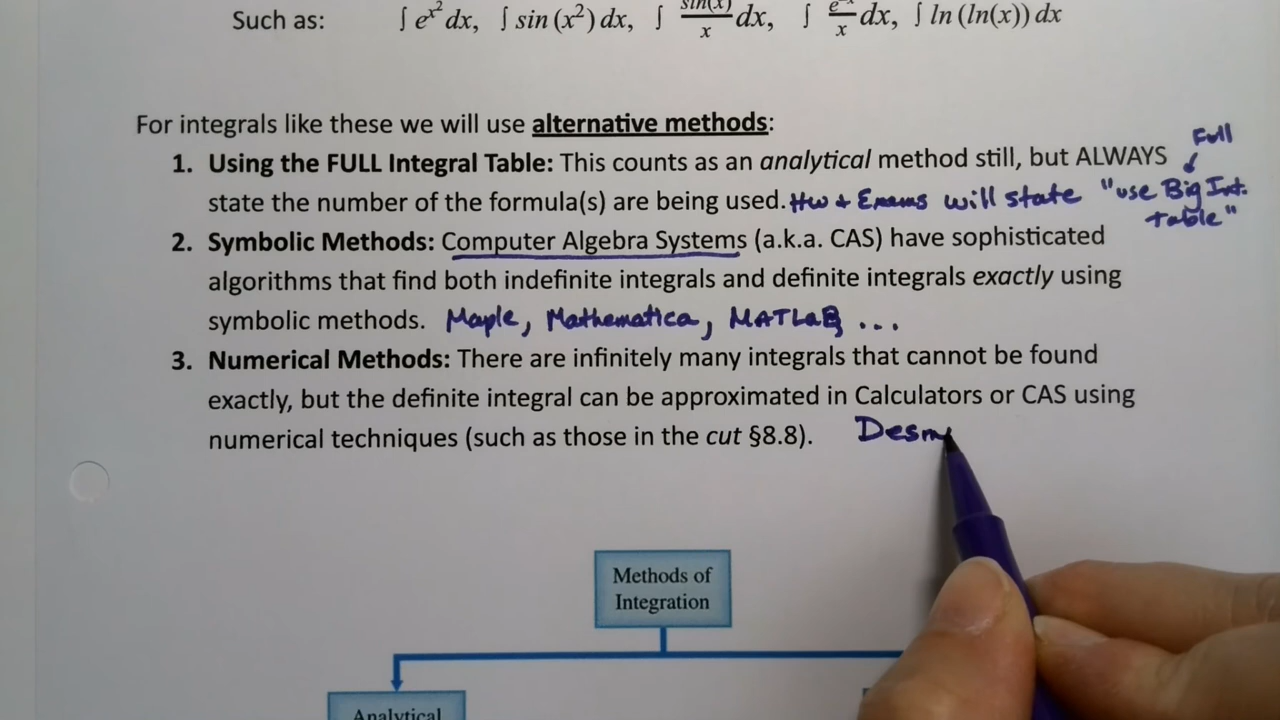 Such as: ∫ e^{x^2} dx, ∫ sin (x^2) dx, ∫ sin(x)/x dx, ∫ e^{-x}/x dx, ∫ ln (ln(x)) dx
For integrals like these we will use alternative methods:
Full
1. Using the FULL Integral Table: This counts as an analytical method still, but ALWAYS
state the number of the formula(s) are being used. HW + Exams will state "use Big Int.
table"
2. Symbolic Methods: Computer Algebra Systems (a.k.a. CAS) have sophisticated
algorithms that find both indefinite integrals and definite integrals exactly using
symbolic methods. Maple, Mathematica, MATLaB, ...
3. Numerical Methods: There are infinitely many integrals that cannot be found
exactly, but the definite integral can be approximated in Calculators or CAS using
numerical techniques (such as those in the cut §8.8). Desm
Methods of
Integration
Analytical